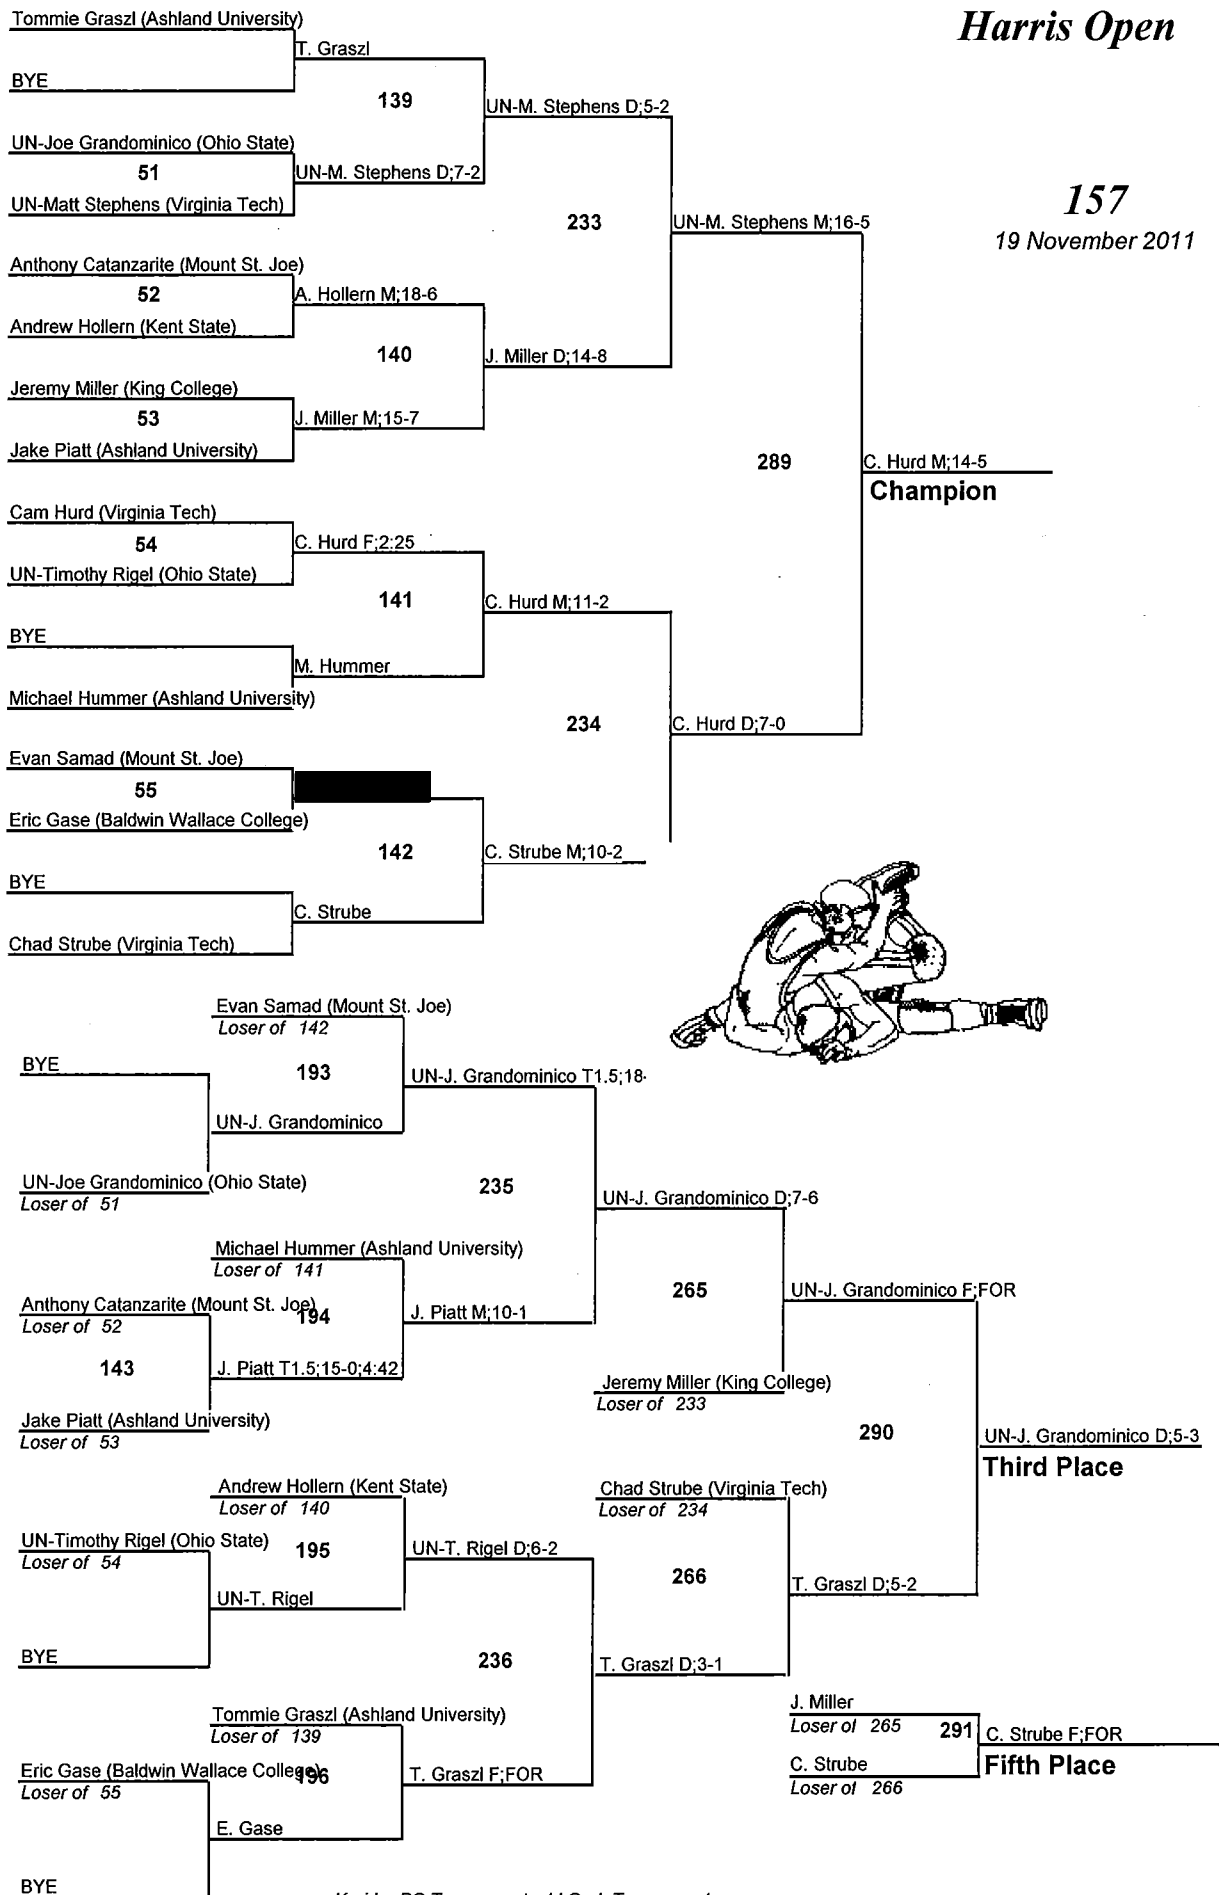 Harris Open
157
19 November 2011
Tommie Graszl (Ashland University)
T. Graszl
BYE
139
UN-M. Stephens D;5-2
UN-Joe Grandominico (Ohio State)
51
UN-M. Stephens D;7-2
UN-Matt Stephens (Virginia Tech)
233
UN-M. Stephens M;16-5
Anthony Catanzarite (Mount St. Joe)
52
A. Hollern M;18-6
Andrew Hollern (Kent State)
140
J. Miller D;14-8
Jeremy Miller (King College)
53
J. Miller M;15-7
Jake Piatt (Ashland University)
289
C. Hurd M;14-5
Champion
Cam Hurd (Virginia Tech)
54
C. Hurd F;2:25
UN-Timothy Rigel (Ohio State)
141
C. Hurd M;11-2
BYE
M. Hummer
Michael Hummer (Ashland University)
234
C. Hurd D;7-0
Evan Samad (Mount St. Joe)
55
Eric Gase (Baldwin Wallace College)
142
C. Strube M;10-2
BYE
C. Strube
Chad Strube (Virginia Tech)
Evan Samad (Mount St. Joe)
Loser of 142
BYE
193
UN-J. Grandominico T1.5;18-
UN-J. Grandominico
UN-Joe Grandominico (Ohio State)
Loser of 51
235
UN-J. Grandominico D;7-6
Michael Hummer (Ashland University)
Loser of 141
Anthony Catanzarite (Mount St. Joe)
Loser of 52
194
J. Piatt M;10-1
265
UN-J. Grandominico F;FOR
143
J. Piatt T1.5;15-0;4:42
Jeremy Miller (King College)
Loser of 233
Jake Piatt (Ashland University)
Loser of 53
290
UN-J. Grandominico D;5-3
Third Place
Andrew Hollern (Kent State)
Loser of 140
Chad Strube (Virginia Tech)
Loser of 234
UN-Timothy Rigel (Ohio State)
Loser of 54
195
UN-T. Rigel D;6-2
266
T. Graszl D;5-2
UN-T. Rigel
BYE
236
T. Graszl D;3-1
Tommie Graszl (Ashland University)
Loser of 139
J. Miller
Loser of 265
291
C. Strube F;FOR
Fifth Place
C. Strube
Loser of 266
Eric Gase (Baldwin Wallace College)
Loser of 55
196
T. Graszl F;FOR
E. Gase
BYE